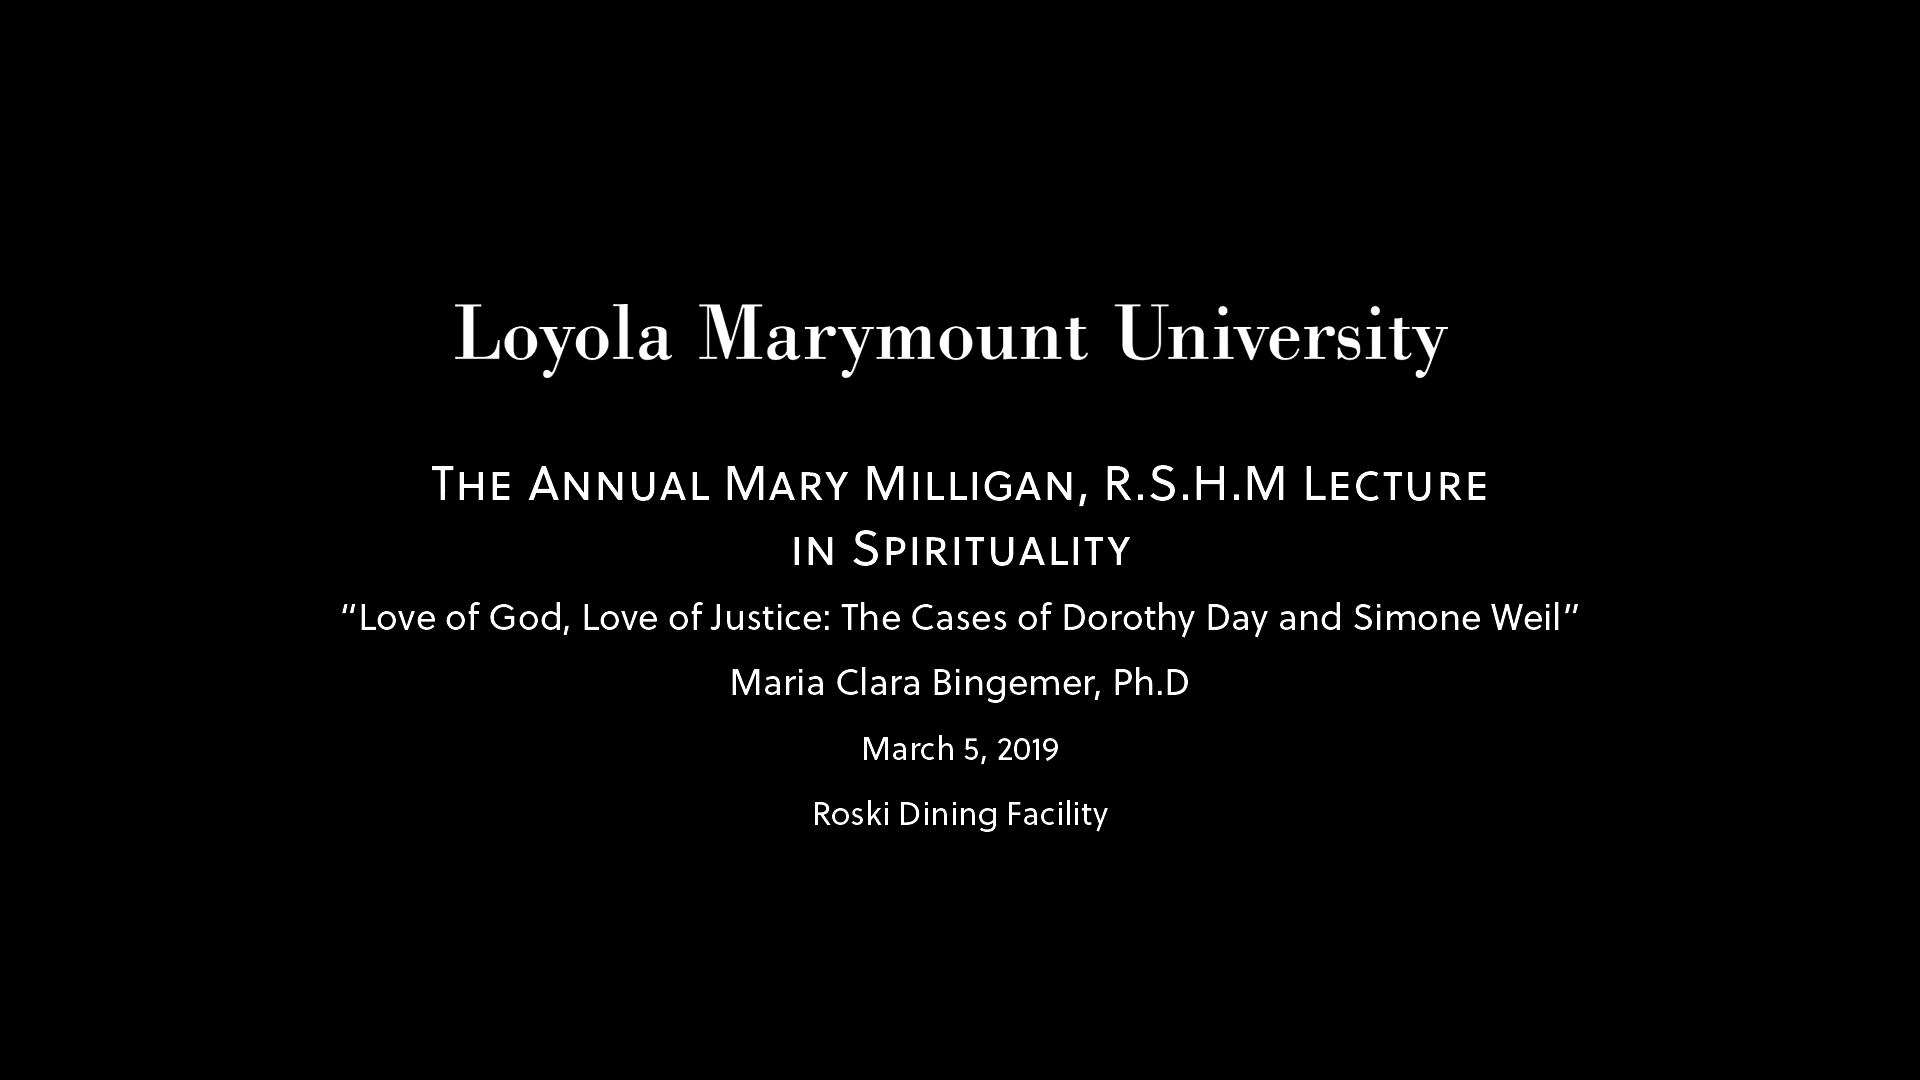 Loyola Marymount University
The Annual Mary Milligan, R.S.H.M Lecture
in Spirituality
“Love of God, Love of Justice: The Cases of Dorothy Day and Simone Weil”
Maria Clara Bingemer, Ph.D
March 5, 2019
Roski Dining Facility